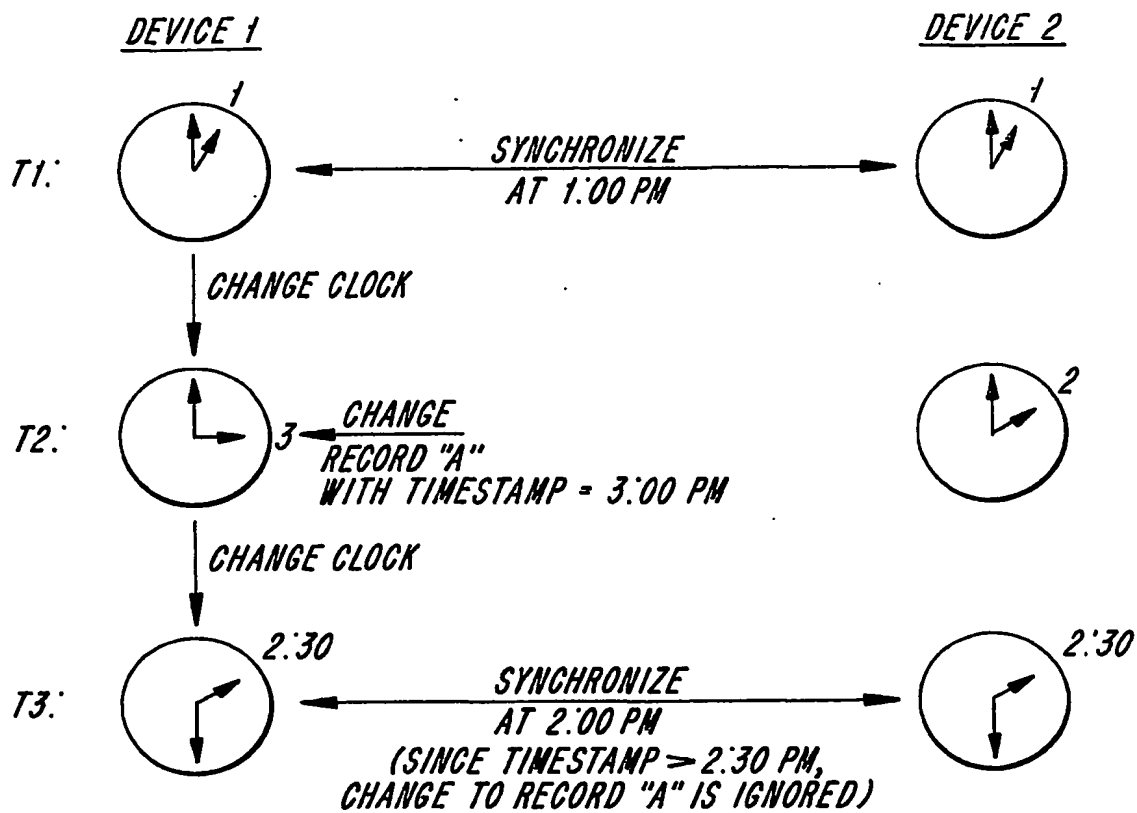 DEVICE 1
DEVICE 2
1
1
T1:
SYNCHRONIZE
AT 1:00 PM
CHANGE CLOCK
T2:
3
CHANGE
RECORD "A"
WITH TIMESTAMP = 3:00 PM
2
CHANGE CLOCK
2:30
2:30
T3:
SYNCHRONIZE
AT 2:00 PM
(SINCE TIMESTAMP > 2:30 PM,
CHANGE TO RECORD "A" IS IGNORED)